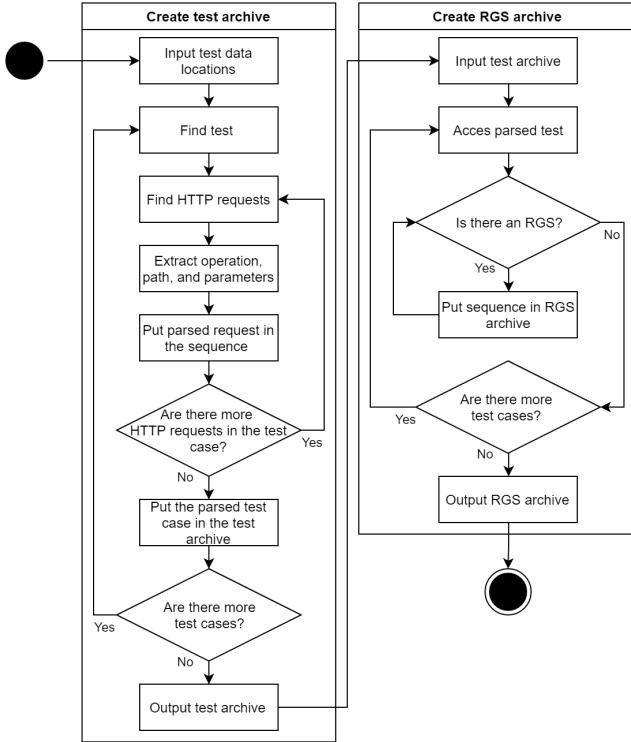 Create test archive
Input test data
locations
Find test
Find HTTP requests
Extract operation,
path, and parameters
Put parsed request in
the sequence
Are there more
HTTP requests in the test
case?
Yes
No
Put the parsed test
case in the test
archive
Are there more
test cases?
Yes
No
Output test archive
Create RGS archive
Input test archive
Acces parsed test
Is there an RGS?
No
Yes
Put sequence in RGS
archive
Are there more
test cases?
Yes
No
Output RGS archive